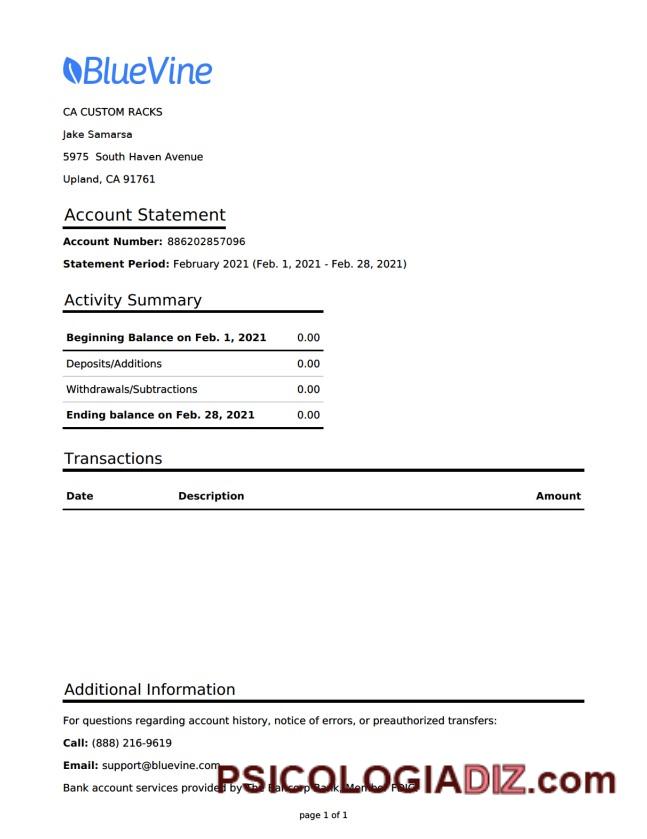 BlueVine
CA CUSTOM RACKS
Jake Samarsa
5975 South Haven Avenue
Upland, CA 91761
Account Statement
Account Number: 886202857096
Statement Period: February 2021 (Feb. 1, 2021 - Feb. 28, 2021)
Activity Summary
Beginning Balance on Feb. 1, 2021 0.00
Deposits/Additions 0.00
Withdrawals/Subtractions 0.00
Ending balance on Feb. 28, 2021 0.00
Transactions
Date Description Amount
Additional Information
For questions regarding account history, notice of errors, or preauthorized transfers:
Call: (888) 216-9619
Email: support@bluevine.com
PSICOLOGIADIZ.com
Bank account services provided by The Bancorp Bank, Member FDIC
page 1 of 1